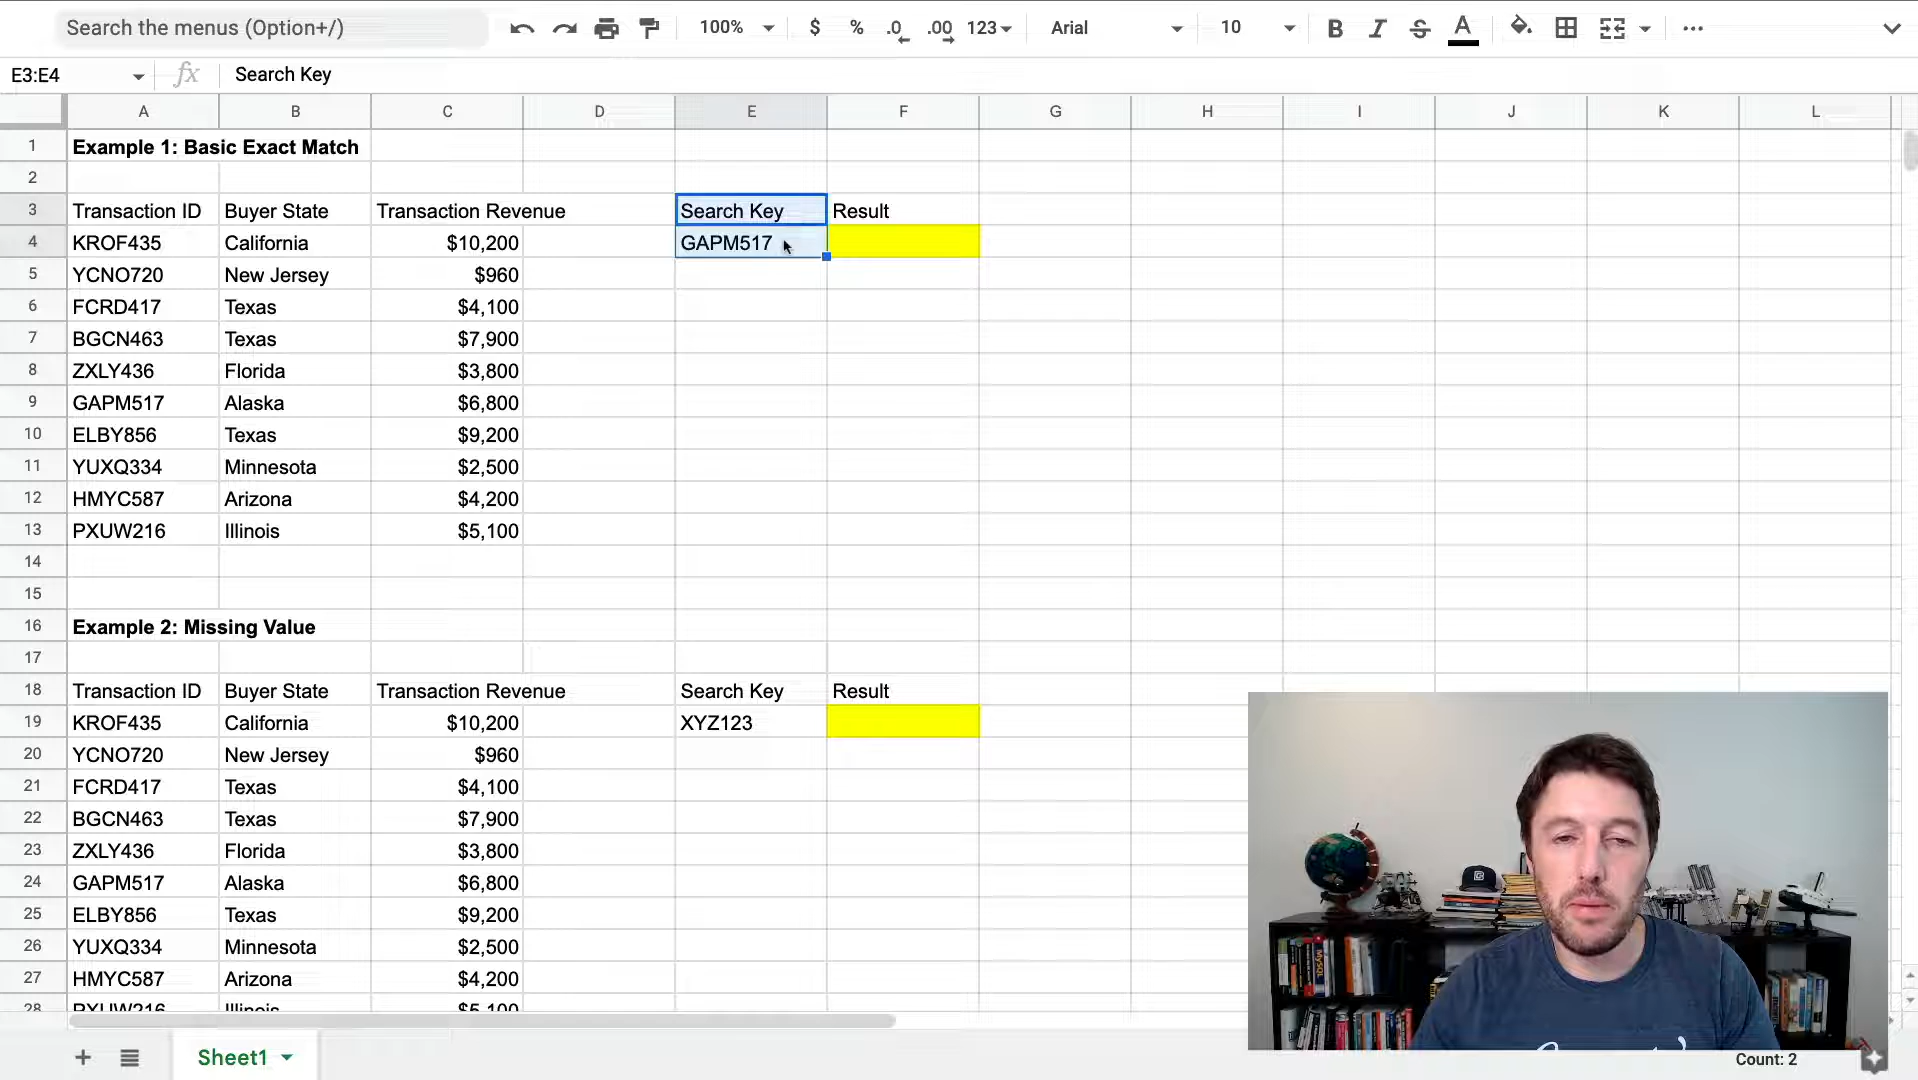 Search the menus (Option+/) 100% $ % .0 .00 123 Arial 10 B I S A
E3:E4 fx Search Key
A B C D E F G H I J K L
1 Example 1: Basic Exact Match
2
3 Transaction ID Buyer State Transaction Revenue Search Key Result
4 KROF435 California $10,200 GAPM517
5 YCNO720 New Jersey $960
6 FCRD417 Texas $4,100
7 BGCN463 Texas $7,900
8 ZXLY436 Florida $3,800
9 GAPM517 Alaska $6,800
10 ELBY856 Texas $9,200
11 YUXQ334 Minnesota $2,500
12 HMYC587 Arizona $4,200
13 PXUW216 Illinois $5,100
14
15
16 Example 2: Missing Value
17
18 Transaction ID Buyer State Transaction Revenue Search Key Result
19 KROF435 California $10,200 XYZ123
20 YCNO720 New Jersey $960
21 FCRD417 Texas $4,100
22 BGCN463 Texas $7,900
23 ZXLY436 Florida $3,800
24 GAPM517 Alaska $6,800
25 ELBY856 Texas $9,200
26 YUXQ334 Minnesota $2,500
27 HMYC587 Arizona $4,200
28 PXUW216 Illinois $5,100
MySQL
Sheet1 Count: 2